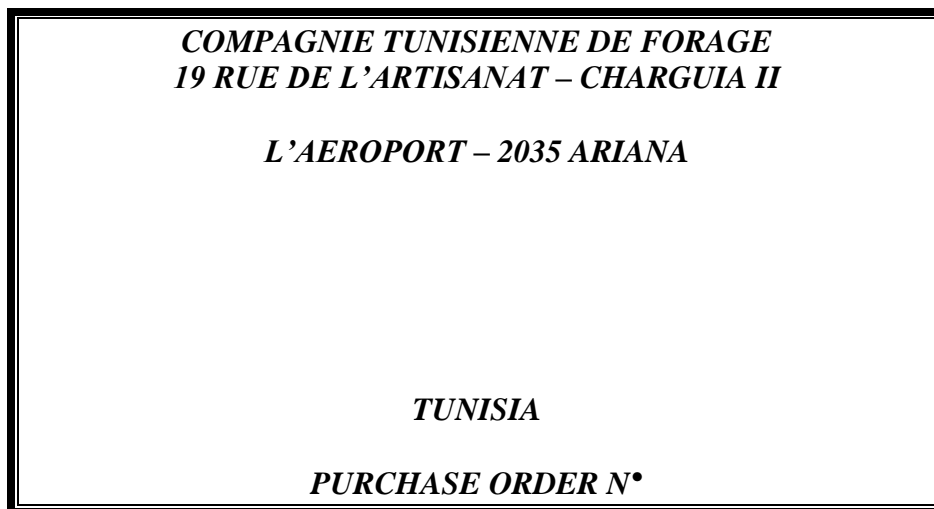 COMPAGNIE TUNISIENNE DE FORAGE
19 RUE DE L’ARTISANAT – CHARGUIA II
L’AEROPORT – 2035 ARIANA
TUNISIA
PURCHASE ORDER N•